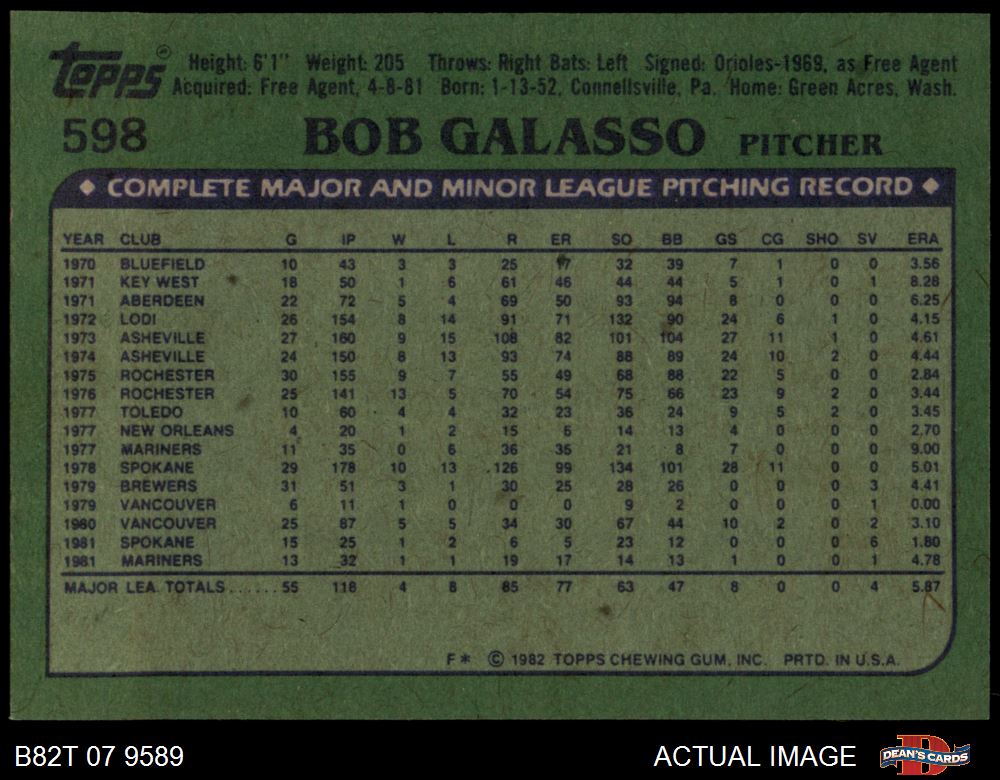 Topps Height: 6'1" Weight: 205 Throws: Right Bats: Left Signed: Orioles-1969, as Free Agent
Acquired: Free Agent, 4-8-81 Born: 1-13-52, Connellsville, Pa. Home: Green Acres, Wash.
598 BOB GALASSO PITCHER
◆ COMPLETE MAJOR AND MINOR LEAGUE PITCHING RECORD ◆
YEAR CLUB G IP W L R ER SO BB GS CG SHO SV ERA
1970 BLUEFIELD 10 43 3 3 25 17 32 39 7 1 0 0 3.56
1971 KEY WEST 18 50 1 6 61 46 44 44 5 1 0 1 8.28
1971 ABERDEEN 22 72 5 4 69 50 93 94 8 0 0 0 6.25
1972 LODI 26 154 8 14 91 71 132 90 24 6 1 0 4.15
1973 ASHEVILLE 27 160 9 15 108 82 101 104 27 11 1 0 4.61
1974 ASHEVILLE 24 150 8 13 93 74 88 89 24 10 2 0 4.44
1975 ROCHESTER 30 155 9 7 55 49 68 88 22 5 0 0 2.84
1976 ROCHESTER 25 141 13 5 70 54 75 66 23 9 2 0 3.44
1977 TOLEDO 10 60 4 4 32 23 36 24 9 5 2 0 3.45
1977 NEW ORLEANS 4 20 1 2 15 6 14 13 4 0 0 0 2.70
1977 MARINERS 11 35 0 6 36 35 21 8 7 0 0 0 9.00
1978 SPOKANE 29 178 10 13 126 99 134 101 28 11 0 0 5.01
1979 BREWERS 31 51 3 1 30 25 28 26 0 0 0 3 4.41
1979 VANCOUVER 6 11 1 0 0 0 9 2 0 0 0 1 0.00
1980 VANCOUVER 25 87 5 5 34 30 67 44 10 2 0 2 3.10
1981 SPOKANE 15 25 1 2 6 5 23 12 0 0 0 6 1.80
1981 MARINERS 13 32 1 1 19 17 14 13 1 0 0 1 4.78
MAJOR LEA. TOTALS......55 118 4 8 85 77 63 47 8 0 0 4 5.87
F* © 1982 TOPPS CHEWING GUM, INC. PRTD. IN U.S.A.
B82T 07 9589 ACTUAL IMAGE DEAN'S CARDS